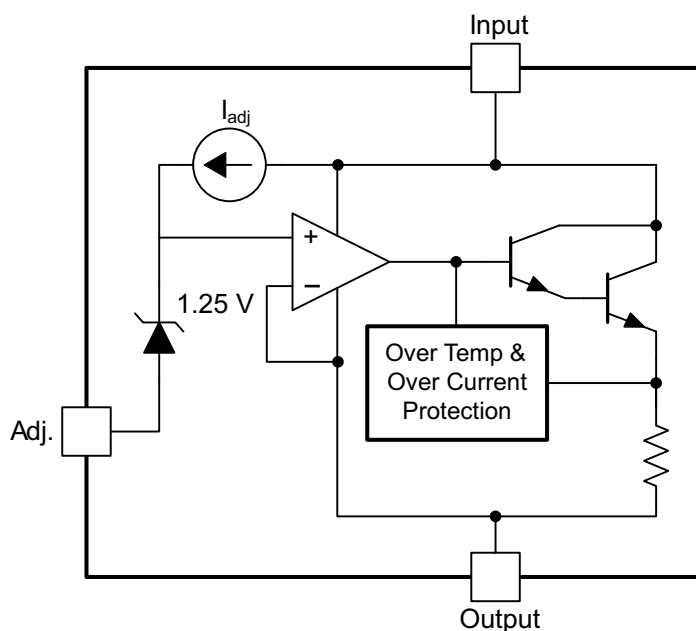 Input
I_adj
+
−
1.25 V
Over Temp &
Over Current
Protection
Adj.
Output